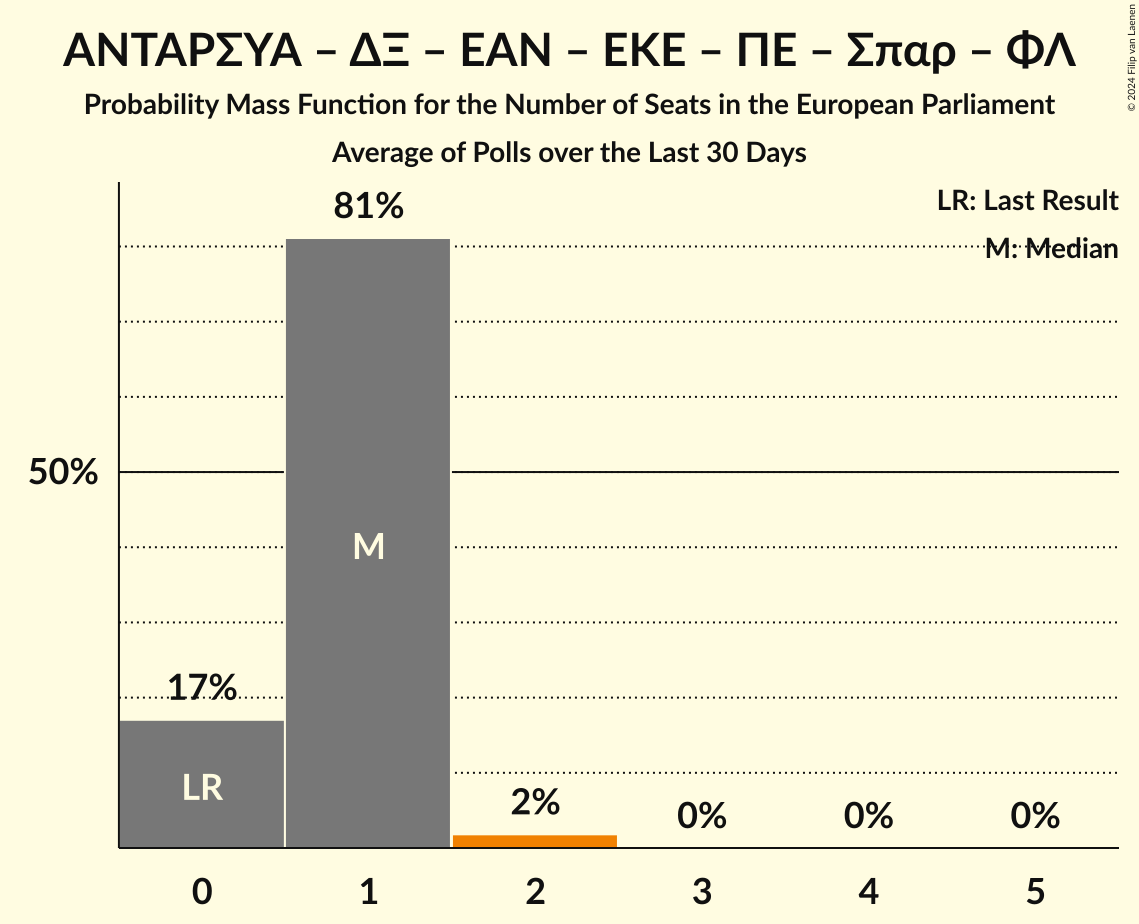 ΑΝΤΑΡΣΥΑ – ΔΞ – ΕΑΝ – ΕΚΕ – ΠΕ – Σπαρ – ΦΛ
Probability Mass Function for the Number of Seats in the European Parliament
Average of Polls over the Last 30 Days
© 2024 Filip van Laenen
LR: Last Result
M: Median
81%
50%
M
17%
LR
2%
0%
0%
0%
0
1
2
3
4
5